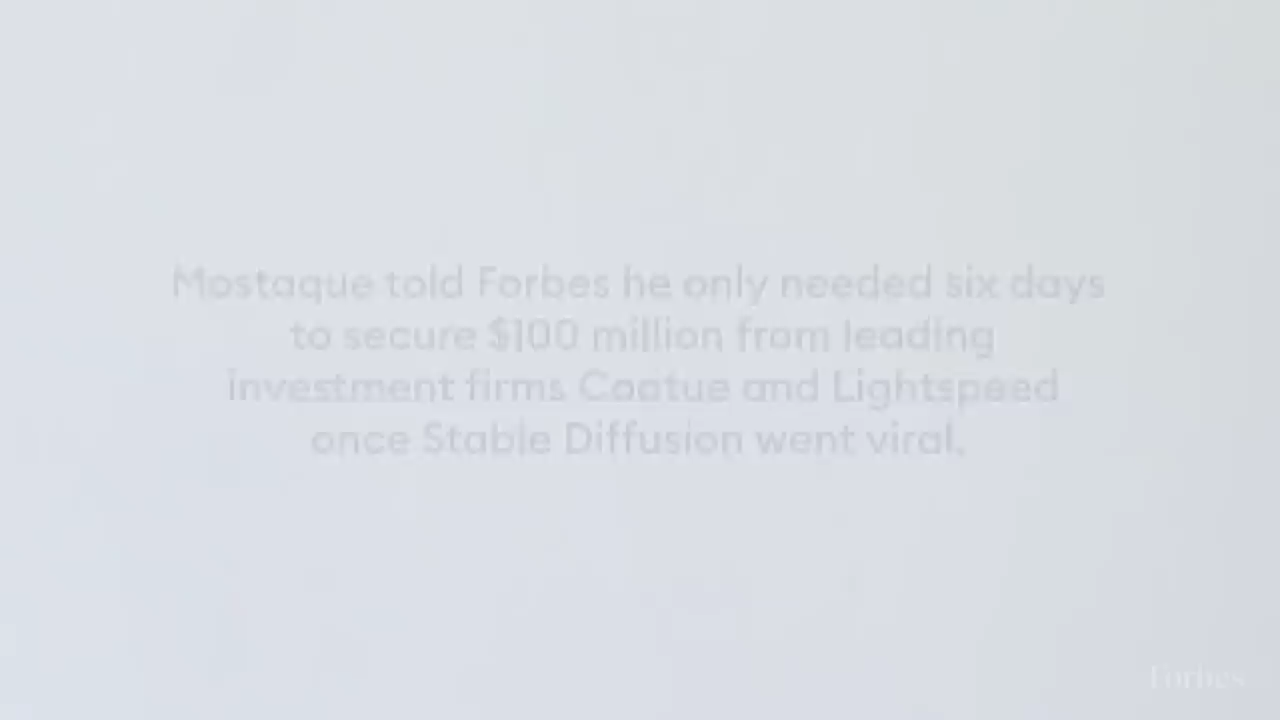 Mostaque told Forbes he only needed six days
to secure $100 million from leading
investment firms Coatue and Lightspeed
once Stable Diffusion went viral.
Forbes